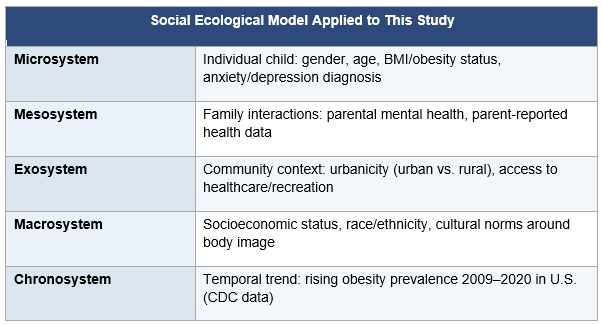 Social Ecological Model Applied to This Study
Microsystem
Individual child: gender, age, BMI/obesity status,
anxiety/depression diagnosis
Mesosystem
Family interactions: parental mental health, parent-reported
health data
Exosystem
Community context: urbanicity (urban vs. rural), access to
healthcare/recreation
Macrosystem
Socioeconomic status, race/ethnicity, cultural norms around
body image
Chronosystem
Temporal trend: rising obesity prevalence 2009–2020 in U.S.
(CDC data)